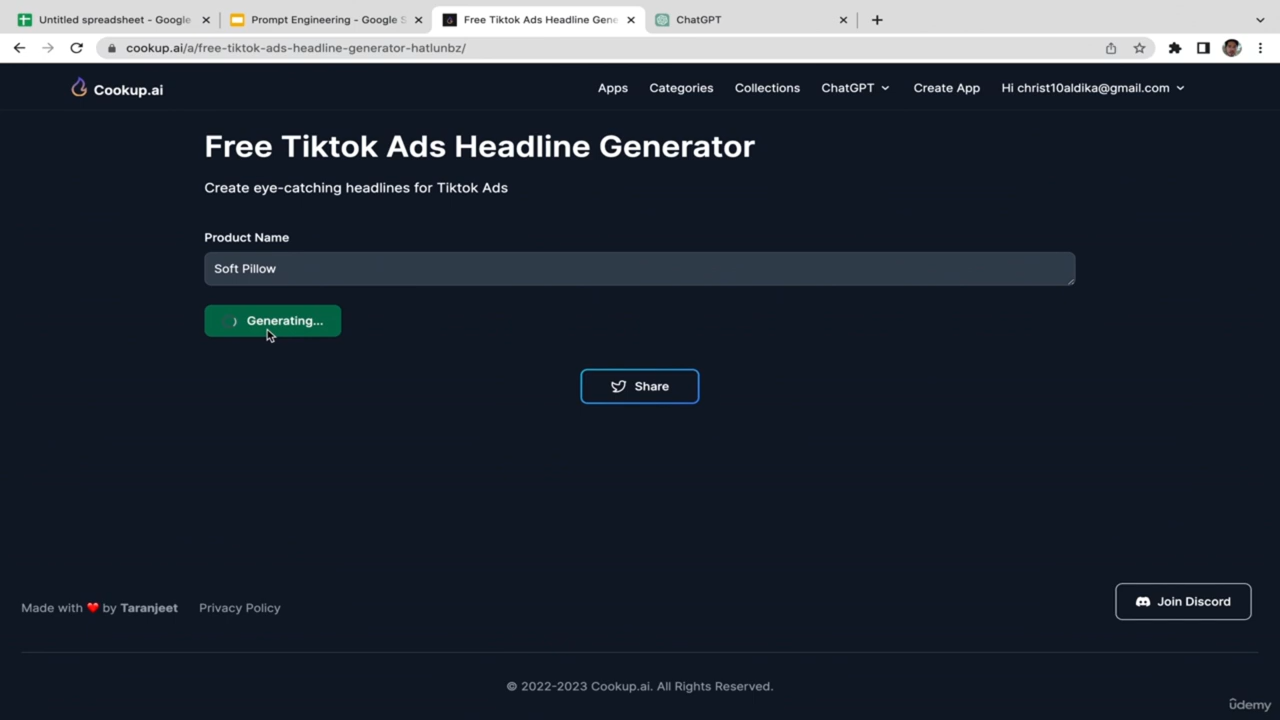 Untitled spreadsheet - Google
Prompt Engineering - Google S
Free Tiktok Ads Headline Gene
ChatGPT
cookup.ai/a/free-tiktok-ads-headline-generator-hatlunbz/
Cookup.ai
Apps
Categories
Collections
ChatGPT
Create App
Hi christ10aldika@gmail.com
Free Tiktok Ads Headline Generator
Create eye-catching headlines for Tiktok Ads
Product Name
Soft Pillow
Generating...
Share
Made with ❤️ by Taranjeet
Privacy Policy
Join Discord
© 2022-2023 Cookup.ai. All Rights Reserved.
ûdemy